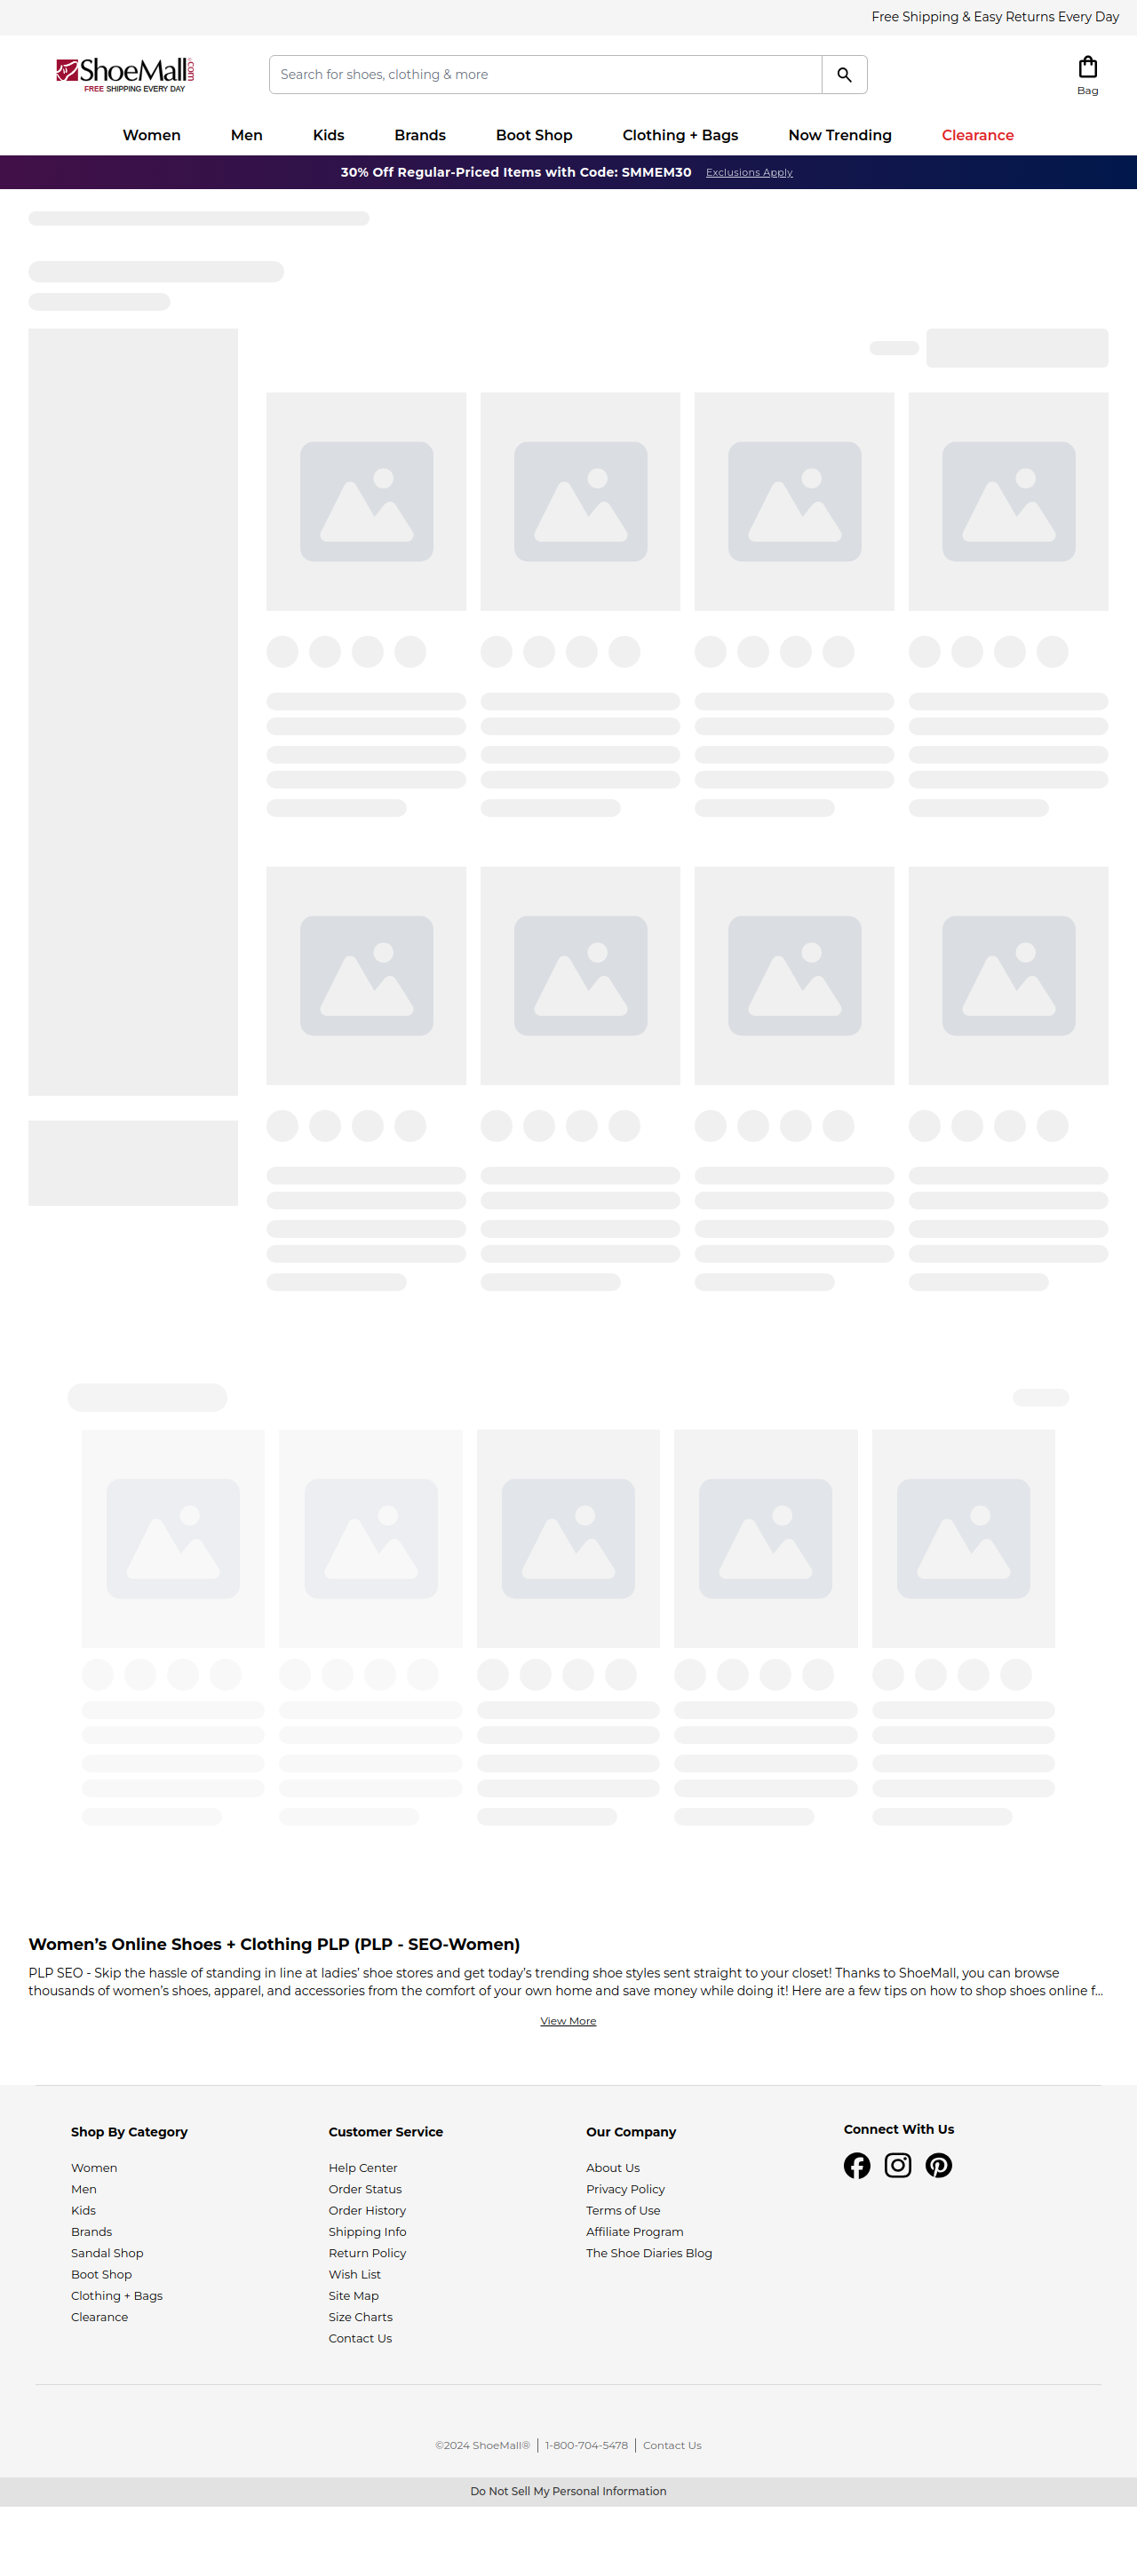 Free Shipping & Easy Returns Every Day
ShoeMall.com
FREE SHIPPING EVERY DAY
Search for shoes, clothing & more
Bag
Women Men Kids Brands Boot Shop Clothing + Bags Now Trending Clearance
30% Off Regular-Priced Items with Code: SMMEM30 Exclusions Apply
Women’s Online Shoes + Clothing PLP (PLP - SEO-Women)
PLP SEO - Skip the hassle of standing in line at ladies’ shoe stores and get today’s trending shoe styles sent straight to your closet! Thanks to ShoeMall, you can browse
thousands of women’s shoes, apparel, and accessories from the comfort of your own home and save money while doing it! Here are a few tips on how to shop shoes online f...
View More
Shop By Category
Women
Men
Kids
Brands
Sandal Shop
Boot Shop
Clothing + Bags
Clearance
Customer Service
Help Center
Order Status
Order History
Shipping Info
Return Policy
Wish List
Site Map
Size Charts
Contact Us
Our Company
About Us
Privacy Policy
Terms of Use
Affiliate Program
The Shoe Diaries Blog
Connect With Us
©2024 ShoeMall® | 1-800-704-5478 | Contact Us
Do Not Sell My Personal Information